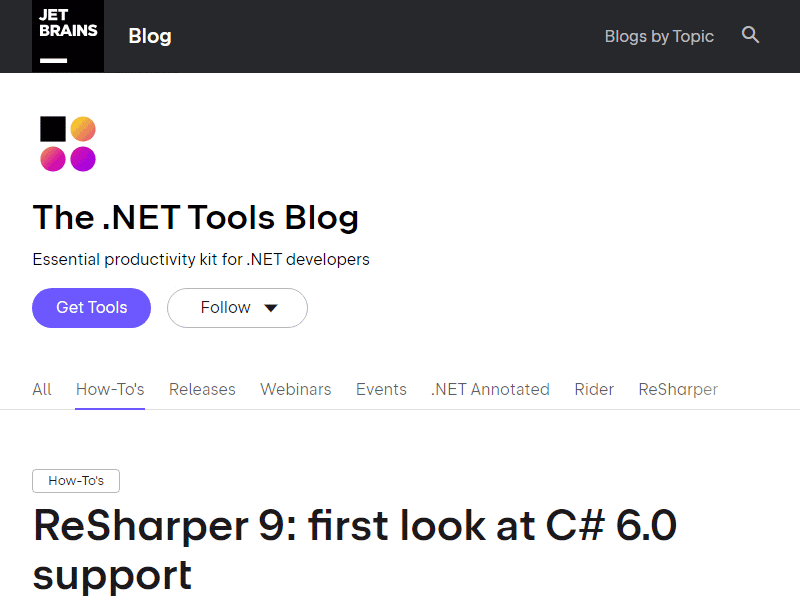 JET
BRAINS
Blog
Blogs by Topic
The .NET Tools Blog
Essential productivity kit for .NET developers
Get Tools
Follow
All How-To's Releases Webinars Events .NET Annotated Rider ReSharper
How-To's
ReSharper 9: first look at C# 6.0
support